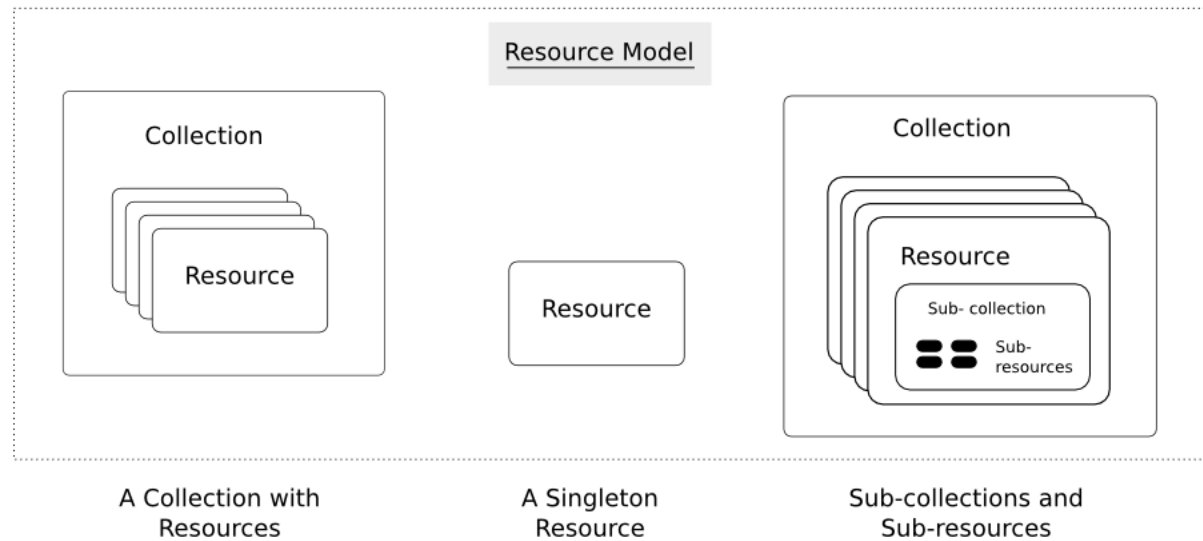 Resource Model
Collection
Resource
Resource
Collection
Resource
Sub- collection
Sub-
resources
A Collection with
Resources
A Singleton
Resource
Sub-collections and
Sub-resources